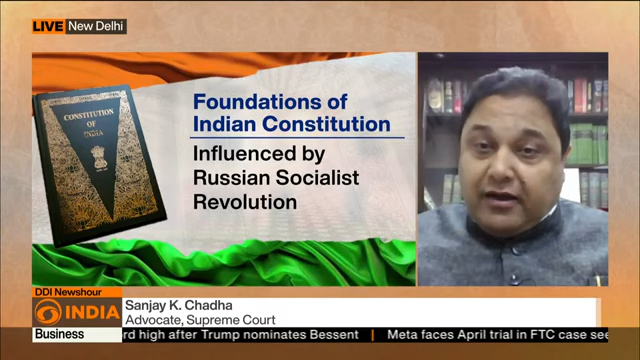 LIVE New Delhi
CONSTITUTION
OF
INDIA
Foundations of
Indian Constitution
Influenced by
Russian Socialist
Revolution
DDI Newshour
INDIA
Sanjay K. Chadha
Advocate, Supreme Court
Business
rd high after Trump nominates Bessent | Meta faces April trial in FTC case see